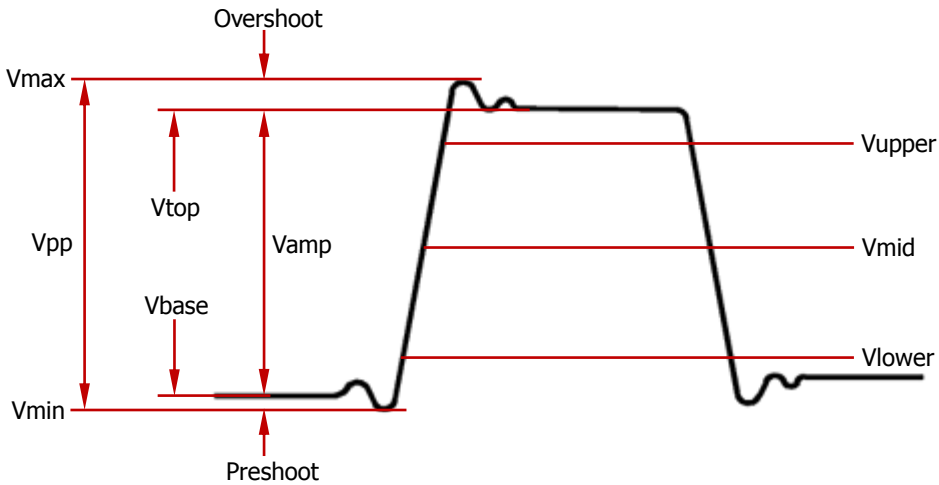 Overshoot
Vmax
Vupper
Vtop
Vpp
Vamp
Vmid
Vbase
Vlower
Vmin
Preshoot